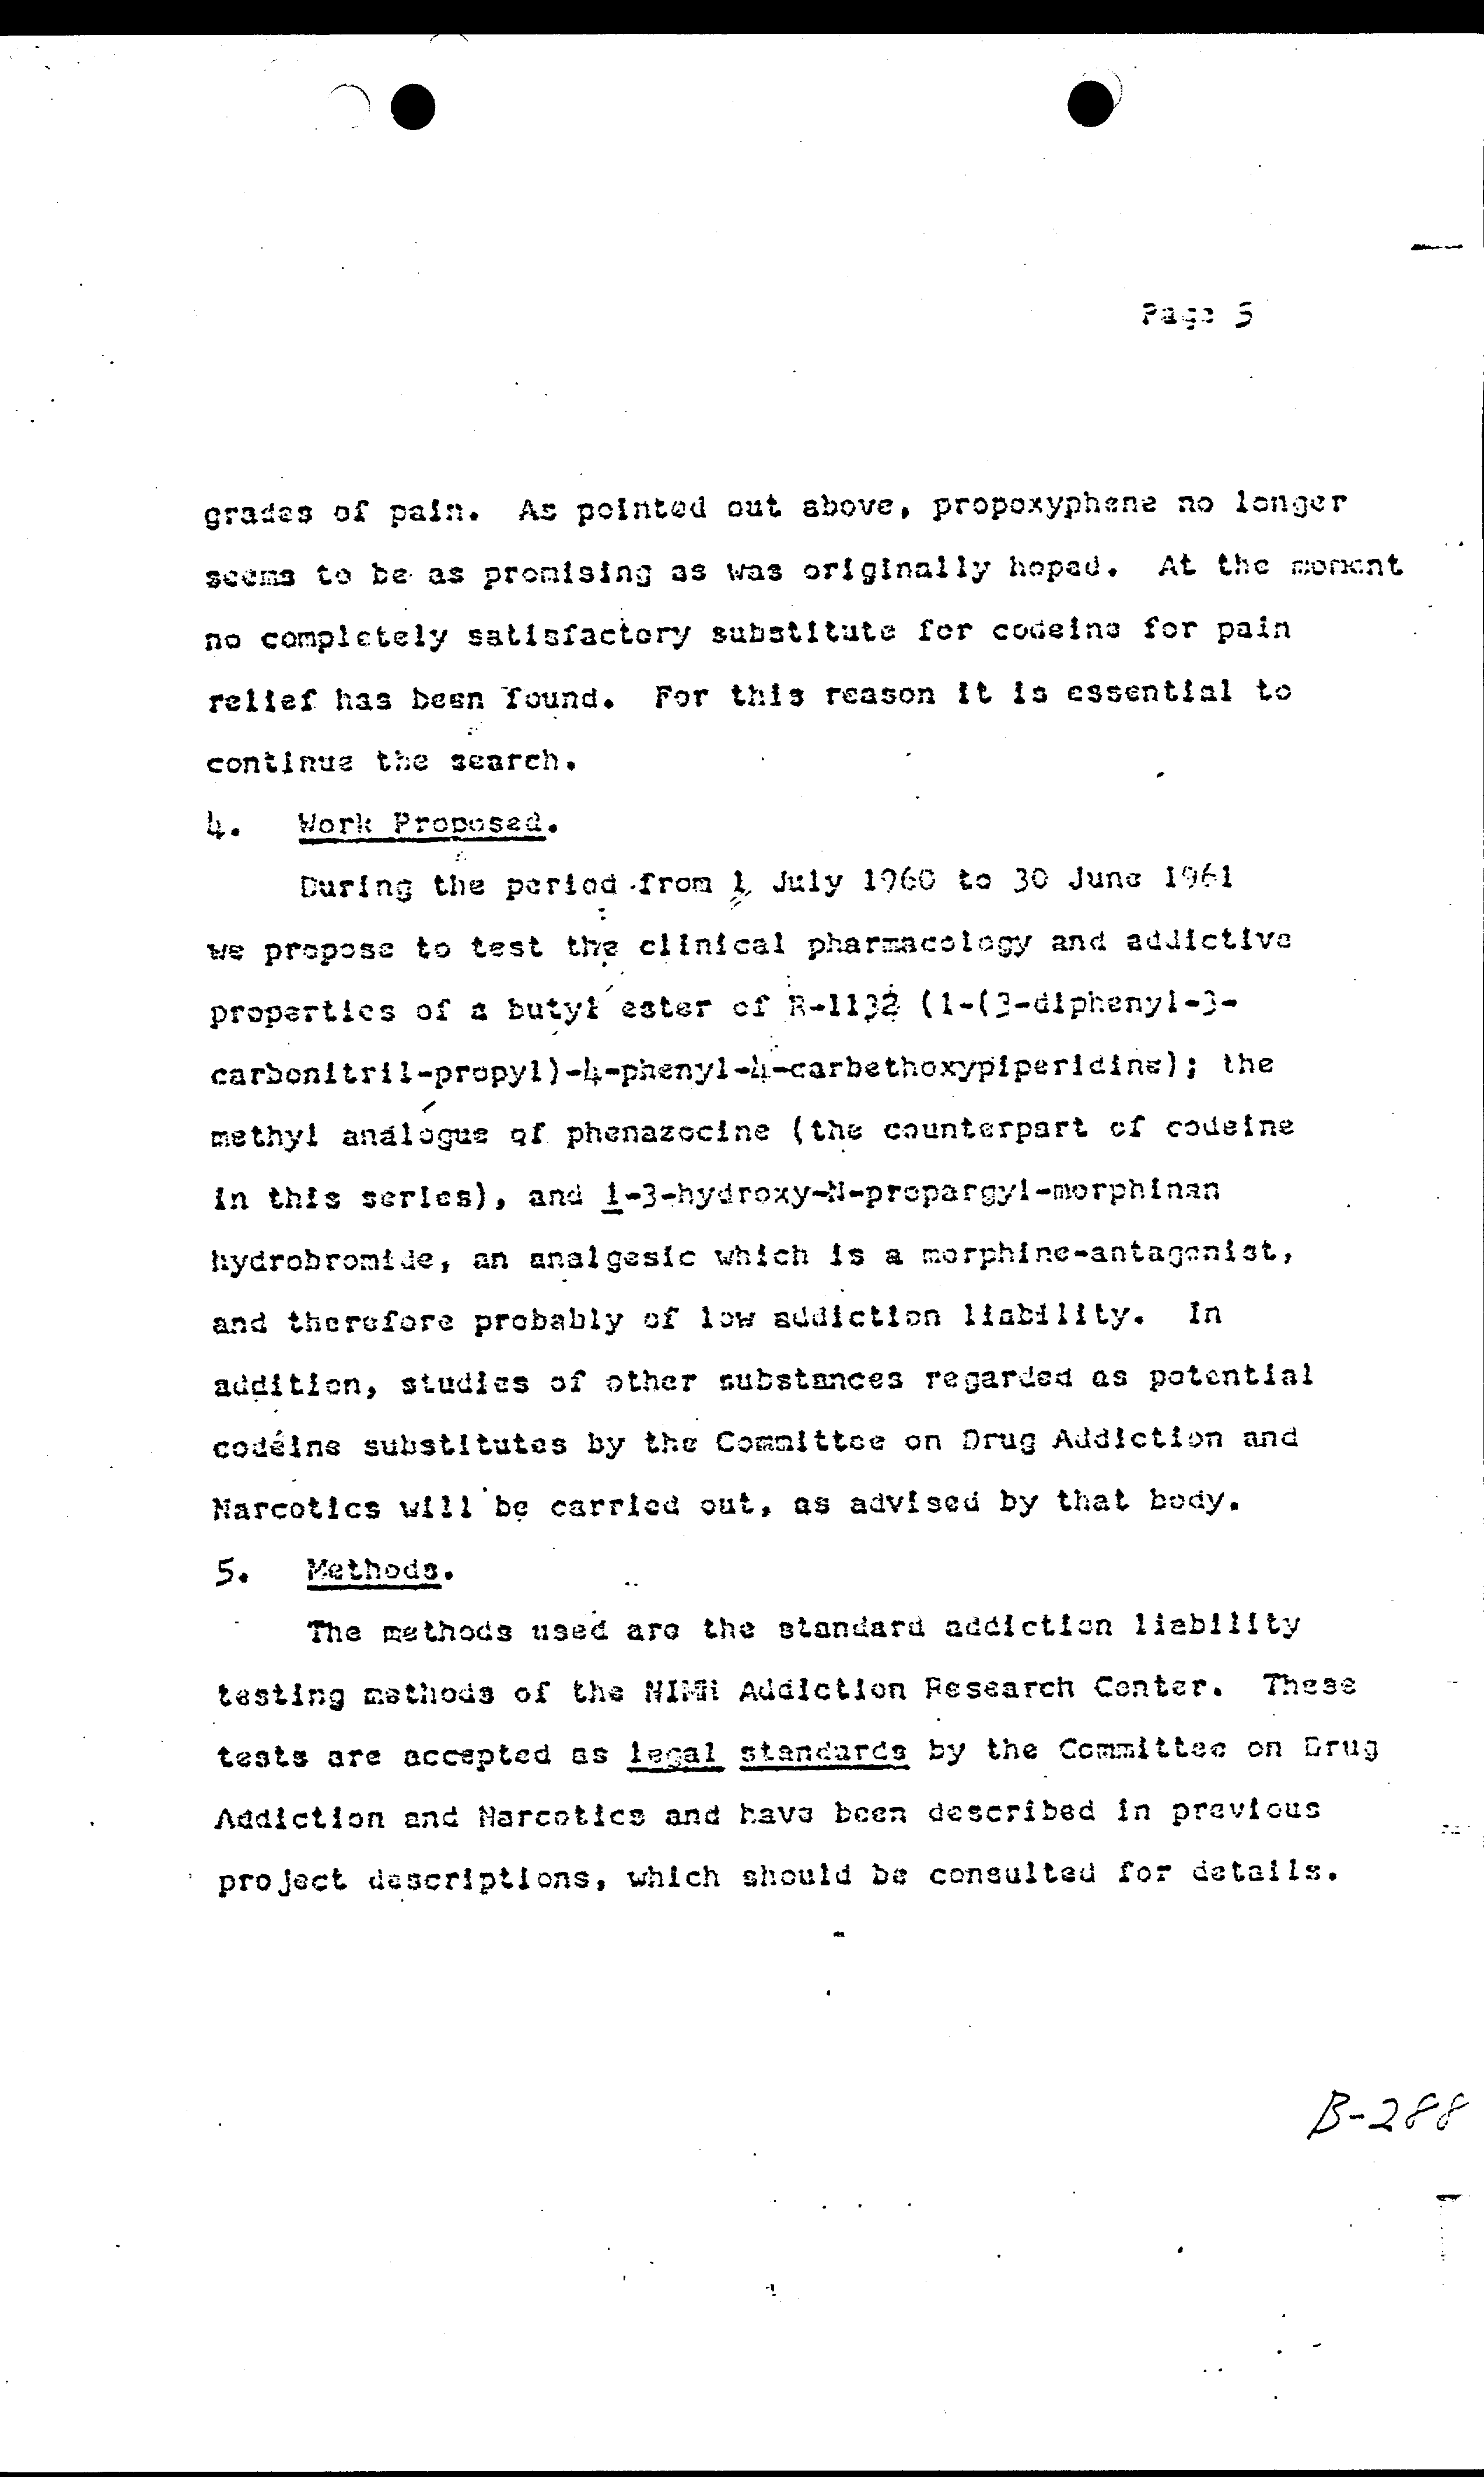 Page 5
grades of pain. As pointed out above, propoxyphene no longer
seems to be as promising as was originally hoped. At the moment
no completely satisfactory substitute for codeine for pain
relief has been found. For this reason it is essential to
continue the search.
4. Work Proposed.
During the period from 1 July 1960 to 30 June 1961
we propose to test the clinical pharmacology and addictive
properties of a butyl ester of R-1132 (1-(3-diphenyl-3-
carbonitril-propyl)-4-phenyl-4-carbethoxypiperidine); the
methyl analogue of phenazocine (the counterpart of codeine
in this series), and l-3-hydroxy-N-propargyl-morphinan
hydrobromide, an analgesic which is a morphine-antagonist,
and therefore probably of low addiction liability. In
addition, studies of other substances regarded as potential
codeine substitutes by the Committee on Drug Addiction and
Narcotics will be carried out, as advised by that body.
5. Methods.
The methods used are the standard addiction liability
testing methods of the NIMH Addiction Research Center. These
tests are accepted as legal standards by the Committee on Drug
Addiction and Narcotics and have been described in previous
project descriptions, which should be consulted for details.
B-288